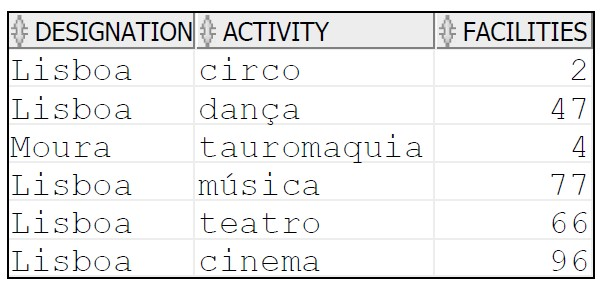 DESIGNATION ACTIVITY FACILITIES
Lisboa circo 2
Lisboa dança 47
Moura tauromaquia 4
Lisboa música 77
Lisboa teatro 66
Lisboa cinema 96